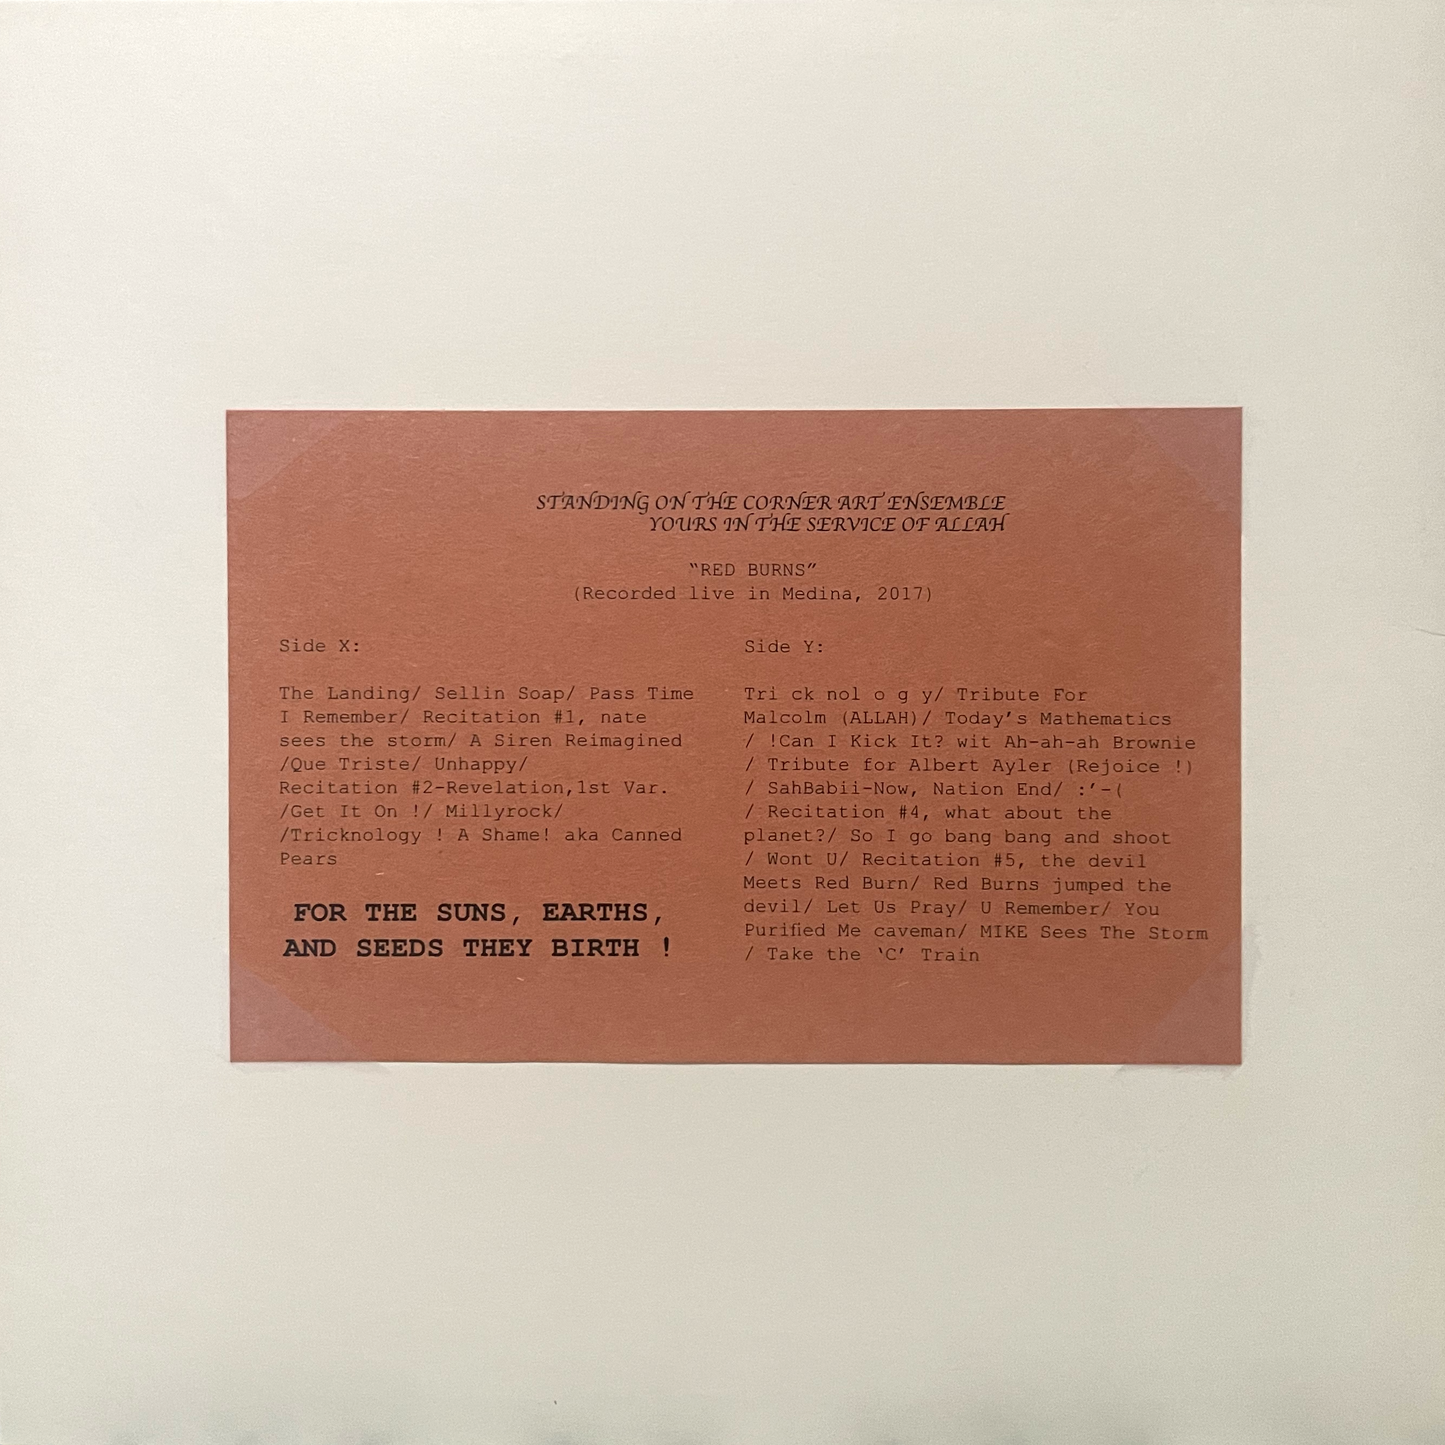 STANDING ON THE CORNER ART ENSEMBLE
YOURS IN THE SERVICE OF ALLAH
“RED BURNS”
(Recorded live in Medina, 2017)
Side X:
The Landing/ Sellin Soap/ Pass Time
I Remember/ Recitation #1, nate
sees the storm/ A Siren Reimagined
/Que Triste/ Unhappy/
Recitation #2-Revelation,1st Var.
/Get It On !/ Millyrock/
/Tricknology ! A Shame! aka Canned
Pears
FOR THE SUNS, EARTHS,
AND SEEDS THEY BIRTH !
Side Y:
Tri ck nol o g y/ Tribute For
Malcolm (ALLAH)/ Today’s Mathematics
/ !Can I Kick It? wit Ah-ah-ah Brownie
/ Tribute for Albert Ayler (Rejoice !)
/ SahBabii-Now, Nation End/ :’-(
/ Recitation #4, what about the
planet?/ So I go bang bang and shoot
/ Wont U/ Recitation #5, the devil
Meets Red Burn/ Red Burns jumped the
devil/ Let Us Pray/ U Remember/ You
Purified Me caveman/ MIKE Sees The Storm
/ Take the ‘C’ Train